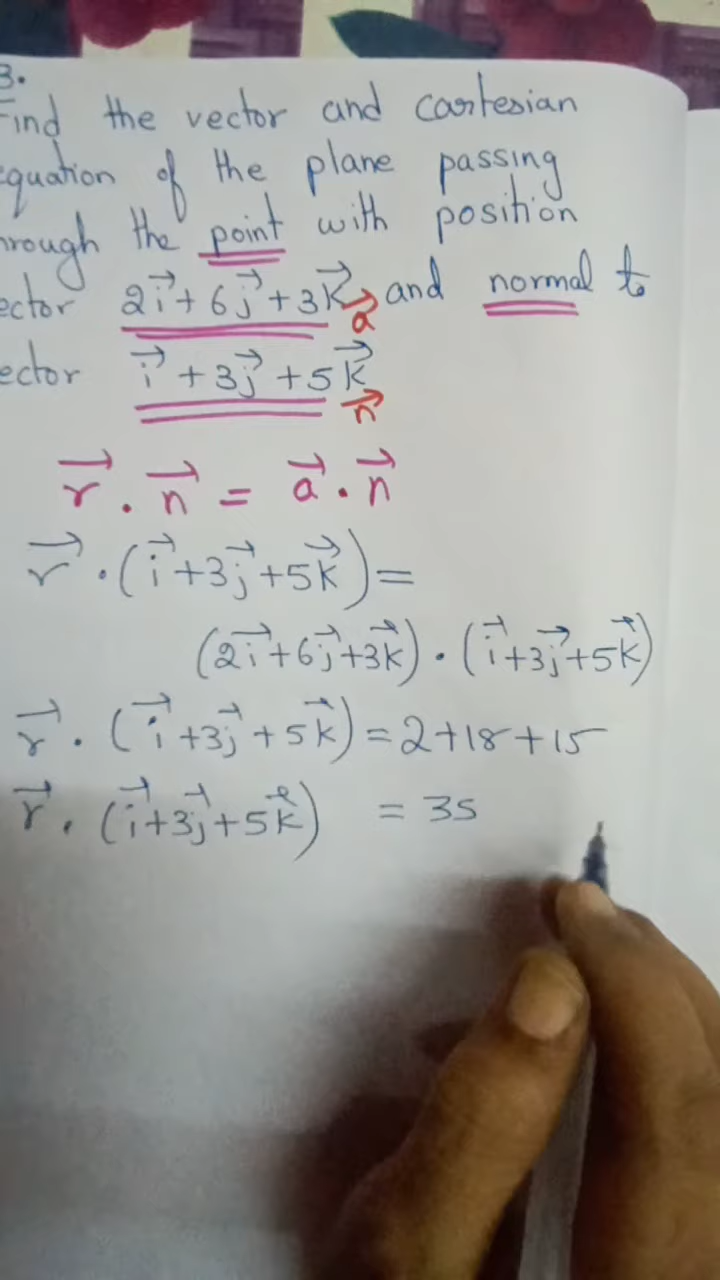 3.
Find the vector and cartesian
equation of the plane passing
through the point with position
vector 2i⃗ + 6j⃗ + 3k⃗ and normal to
a⃗
vector i⃗ + 3j⃗ + 5k⃗
n⃗
r⃗ . n⃗ = a⃗ . n⃗
r⃗ . (i⃗ + 3j⃗ + 5k⃗) =
(2i⃗ + 6j⃗ + 3k⃗) . (i⃗ + 3j⃗ + 5k⃗)
r⃗ . (i⃗ + 3j⃗ + 5k⃗) = 2 + 18 + 15
r⃗ . (i⃗ + 3j⃗ + 5k⃗) = 35